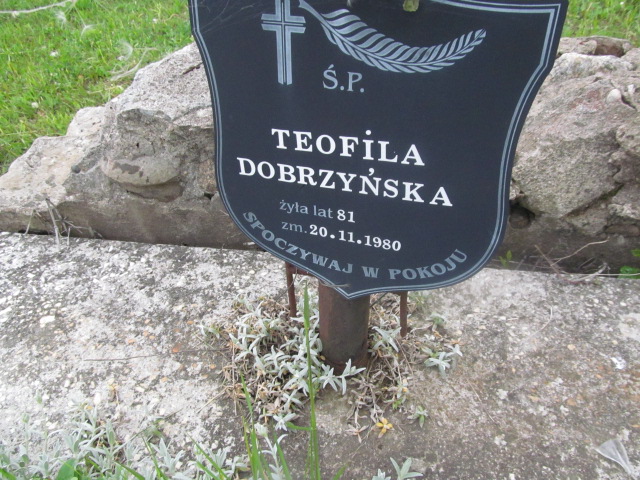 Ś.P.
TEOFiLA
DOBRZYŃSKA
żyła lat 81
zm. 20.11.1980
SPOCZYWAJ W POKOJU